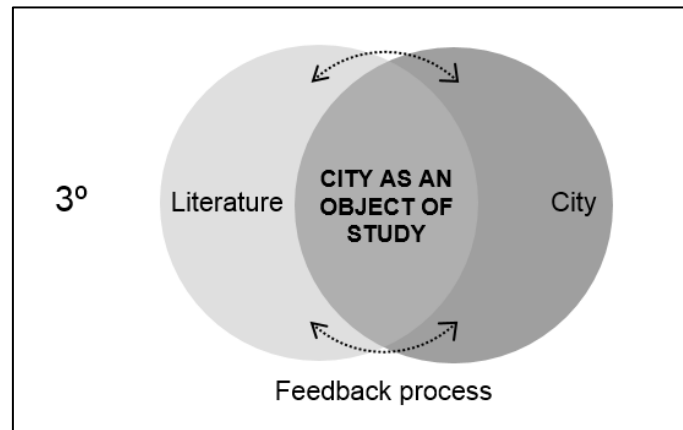 3º
Literature
CITY AS AN
OBJECT OF
STUDY
City
Feedback process